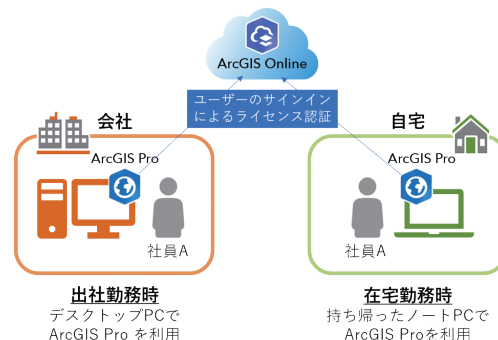 ArcGIS Online
ユーザーのサインイン
によるライセンス認証
会社
ArcGIS Pro
社員A
出社勤務時
デスクトップPCで
ArcGIS Pro を利用
自宅
ArcGIS Pro
社員A
在宅勤務時
持ち帰ったノートPCで
ArcGIS Proを利用